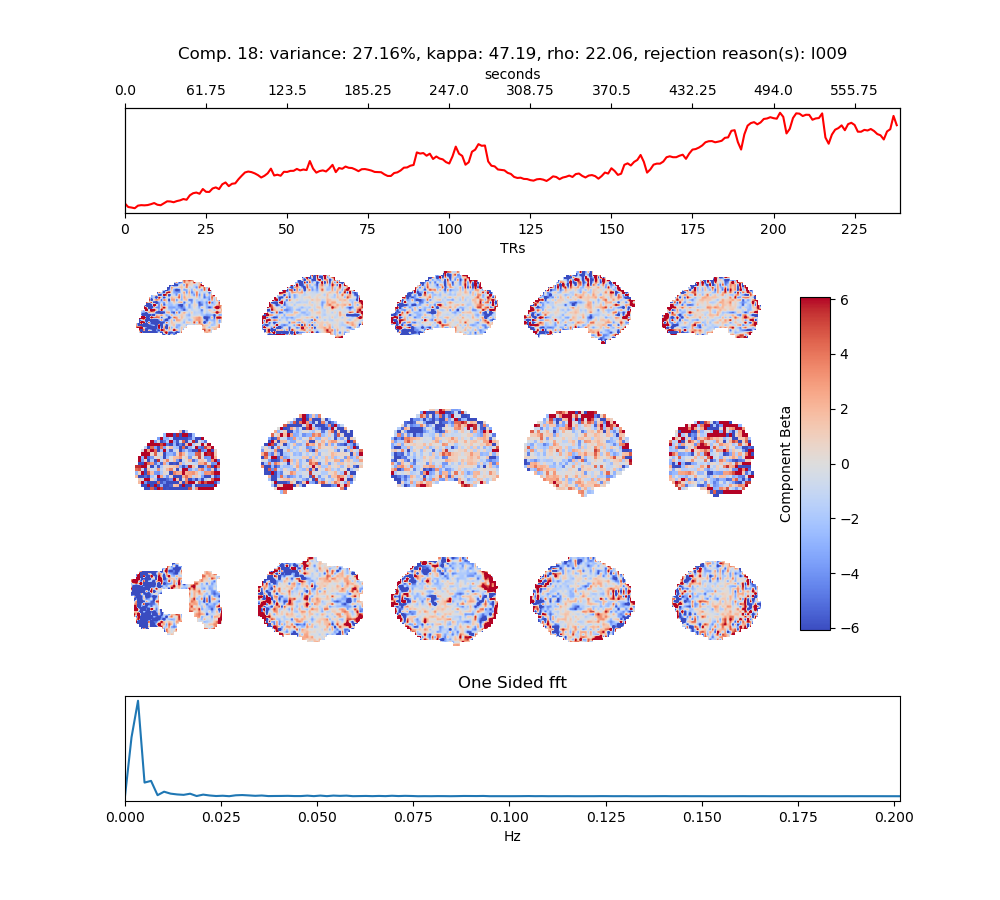 Comp. 18: variance: 27.16%, kappa: 47.19, rho: 22.06, rejection reason(s): I009
seconds
0.0 61.75 123.5 185.25 247.0 308.75 370.5 432.25 494.0 555.75
0 25 50 75 100 125 150 175 200 225
TRs
6
4
2
0
−2
−4
−6
Component Beta
One Sided fft
0.000 0.025 0.050 0.075 0.100 0.125 0.150 0.175 0.200
Hz